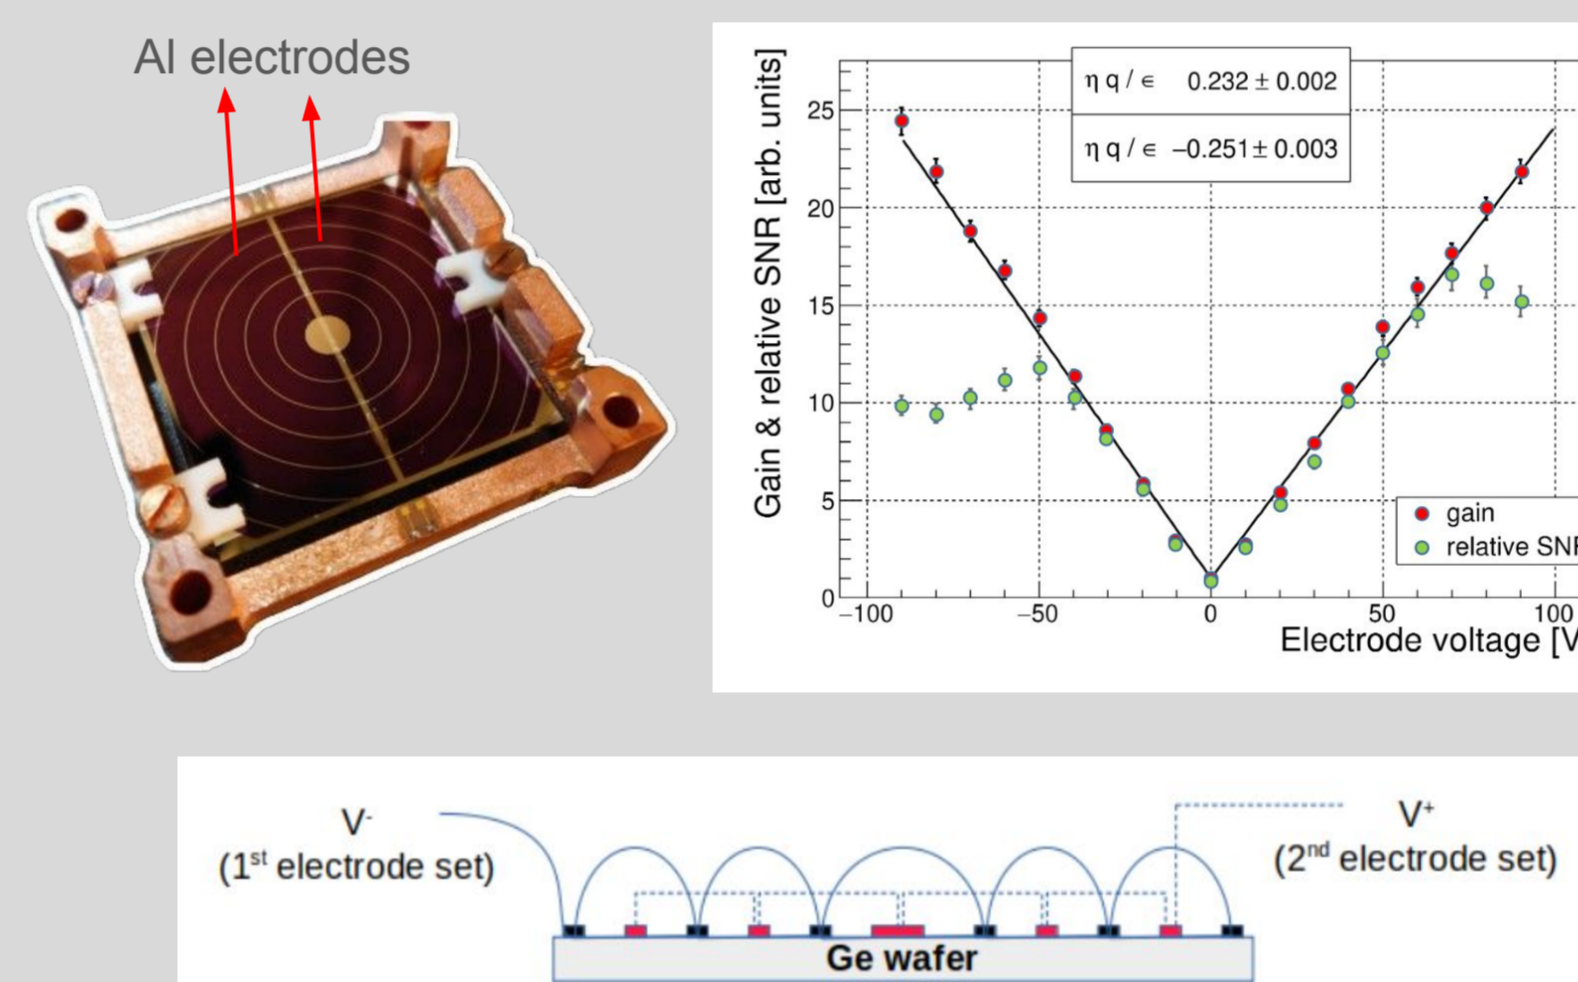 Al electrodes
Gain & relative SNR [arb. units]
η q / ϵ 0.232 ± 0.002
η q / ϵ −0.251± 0.003
25
20
15
10
5
0
−100
−50
0
50
100
Electrode voltage [V
gain
relative SNR
V-
(1st electrode set)
V+
(2nd electrode set)
Ge wafer